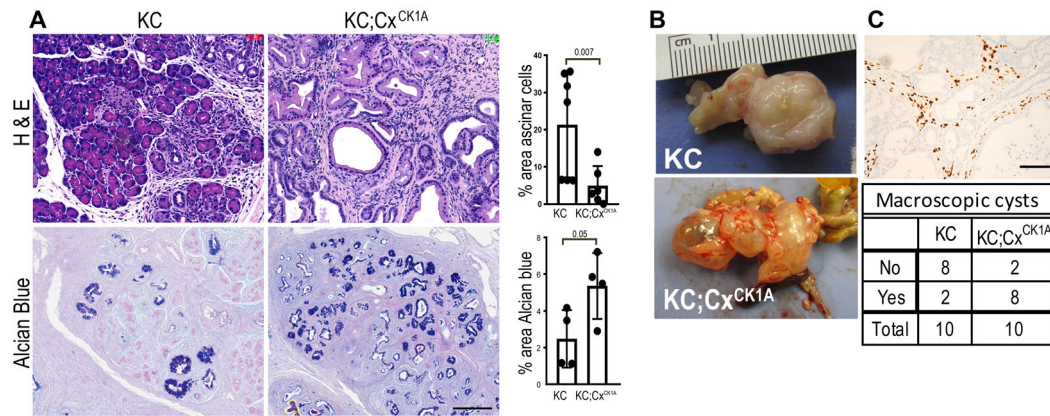 A
KC
KC;Cx^CK1A
H & E
Alcian Blue
0.007
% area ascinar cells
40
30
20
10
0
KC KC;Cx^CK1A
0.05
% area Alcian blue
8
6
4
2
0
KC KC;Cx^CK1A
B
cm 1
KC
KC;Cx^CK1A
C
Macroscopic cysts
KC KC;Cx^CK1A
No 8 2
Yes 2 8
Total 10 10